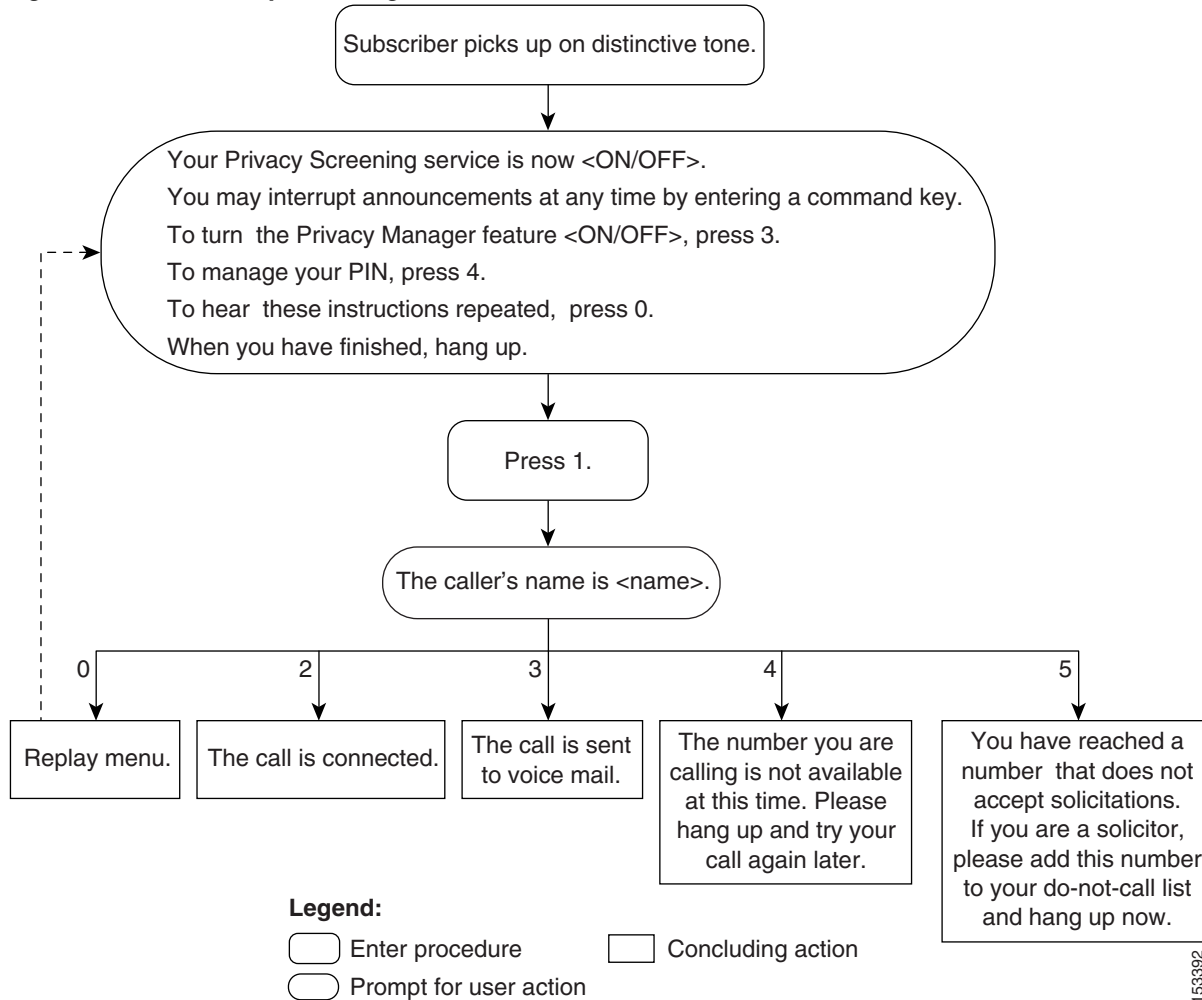 Subscriber picks up on distinctive tone.
Your Privacy Screening service is now <ON/OFF>.
You may interrupt announcements at any time by entering a command key.
To turn the Privacy Manager feature <ON/OFF>, press 3.
To manage your PIN, press 4.
To hear these instructions repeated, press 0.
When you have finished, hang up.
Press 1.
The caller's name is <name>.
0
2
3
4
5
Replay menu.
The call is connected.
The call is sent
to voice mail.
The number you are
calling is not available
at this time. Please
hang up and try your
call again later.
You have reached a
number that does not
accept solicitations.
If you are a solicitor,
please add this number
to your do-not-call list
and hang up now.
Legend:
Enter procedure
Concluding action
Prompt for user action
153392